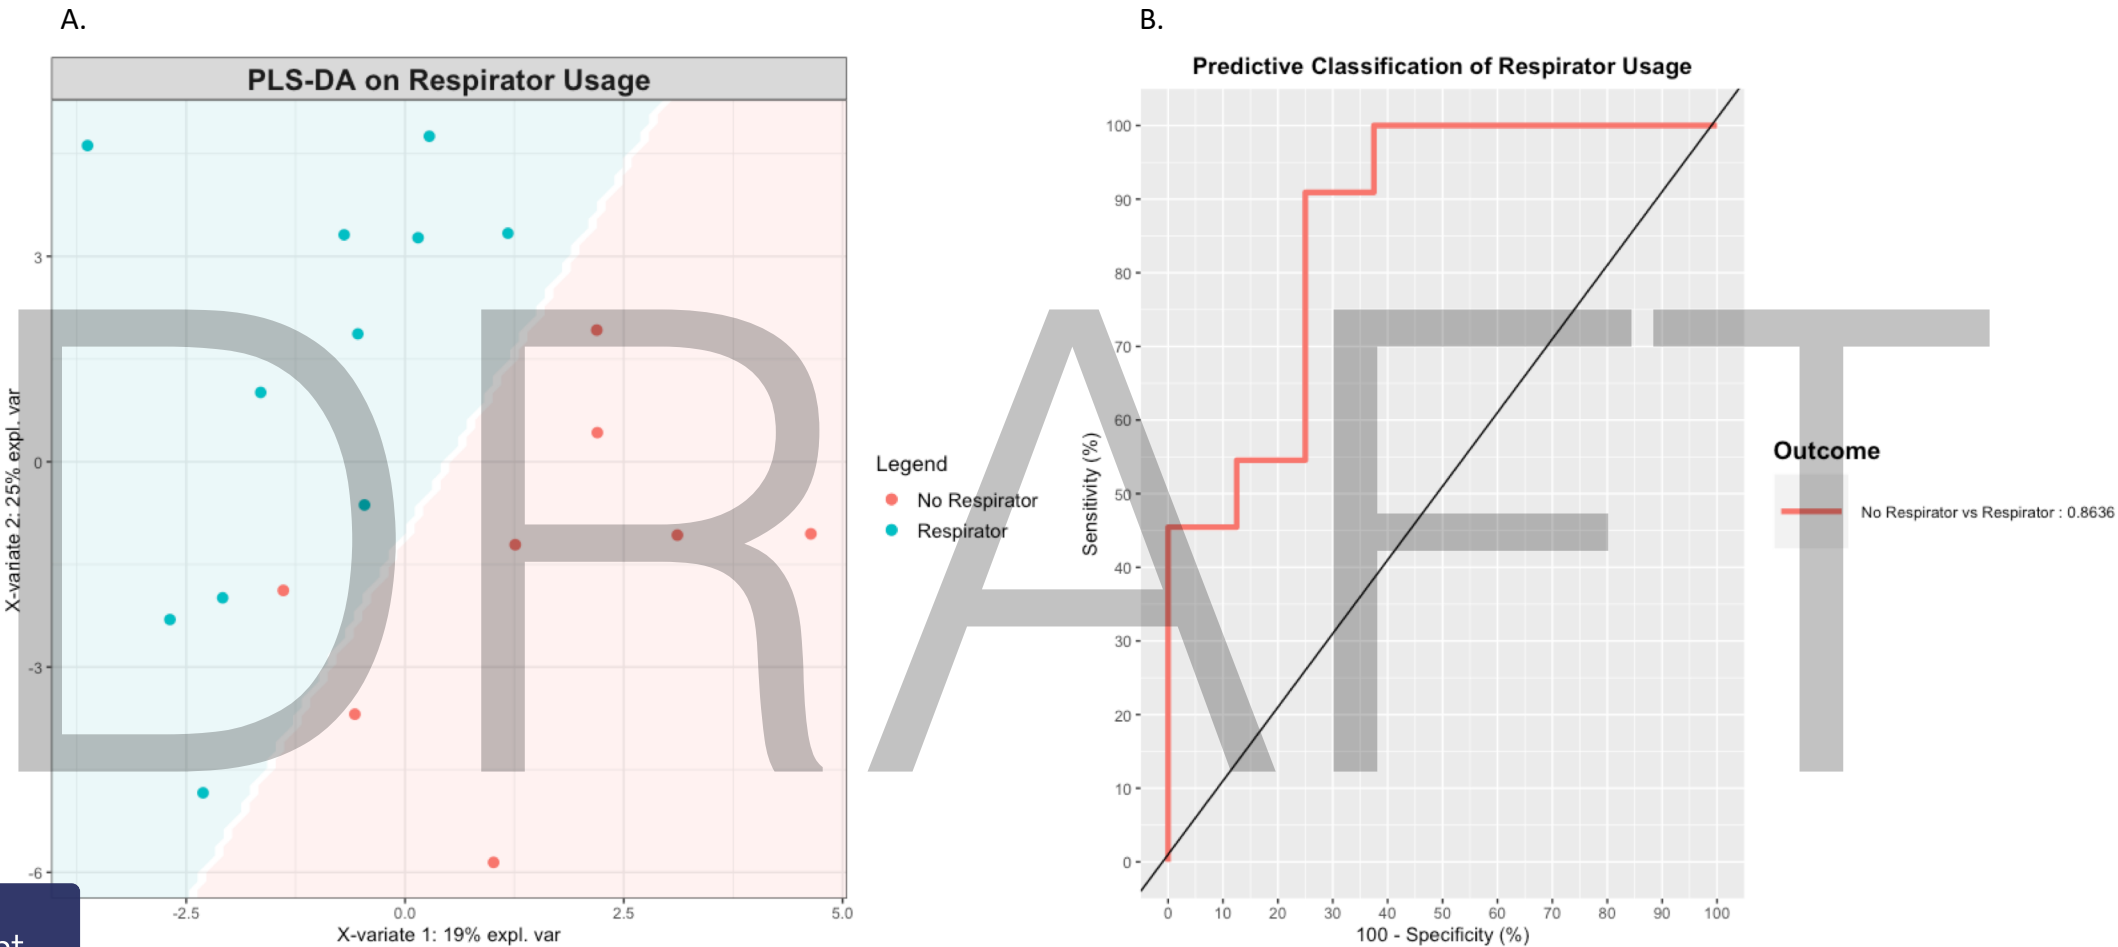 A.
B.
PLS-DA on Respirator Usage
X-variate 2: 25% expl. var
3
0
-3
-6
-2.5
0.0
2.5
5.0
X-variate 1: 19% expl. var
Legend
No Respirator
Respirator
Predictive Classification of Respirator Usage
Sensitivity (%)
100
90
80
70
60
50
40
30
20
10
0
0 10 20 30 40 50 60 70 80 90 100
100 - Specificity (%)
Outcome
No Respirator vs Respirator : 0.8636
DRAFT